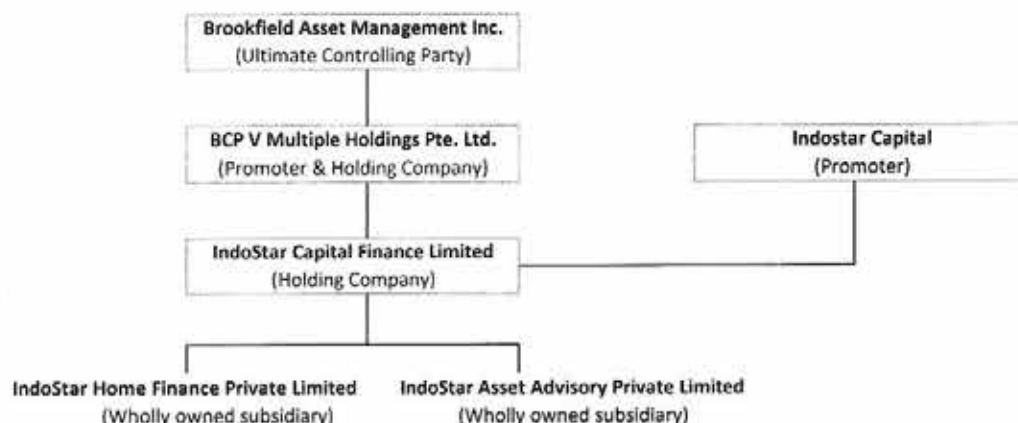 Brookfield Asset Management Inc.
(Ultimate Controlling Party)
BCP V Multiple Holdings Pte. Ltd.
(Promoter & Holding Company)
Indostar Capital
(Promoter)
IndoStar Capital Finance Limited
(Holding Company)
IndoStar Home Finance Private Limited
(Wholly owned subsidiary)
IndoStar Asset Advisory Private Limited
(Wholly owned subsidiary)